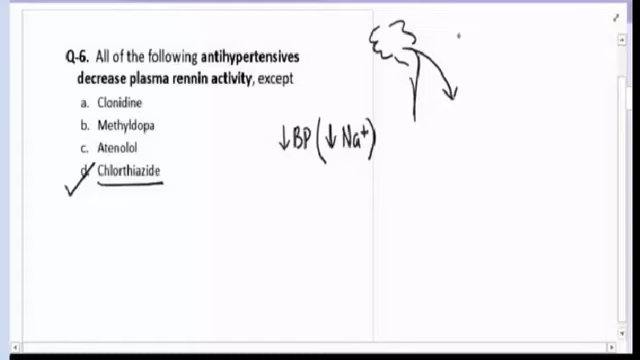 Q-6. All of the following antihypertensives
decrease plasma rennin activity, except
a. Clonidine
b. Methyldopa
c. Atenolol
d. Chlorthiazide
↓BP (↓ Na+)